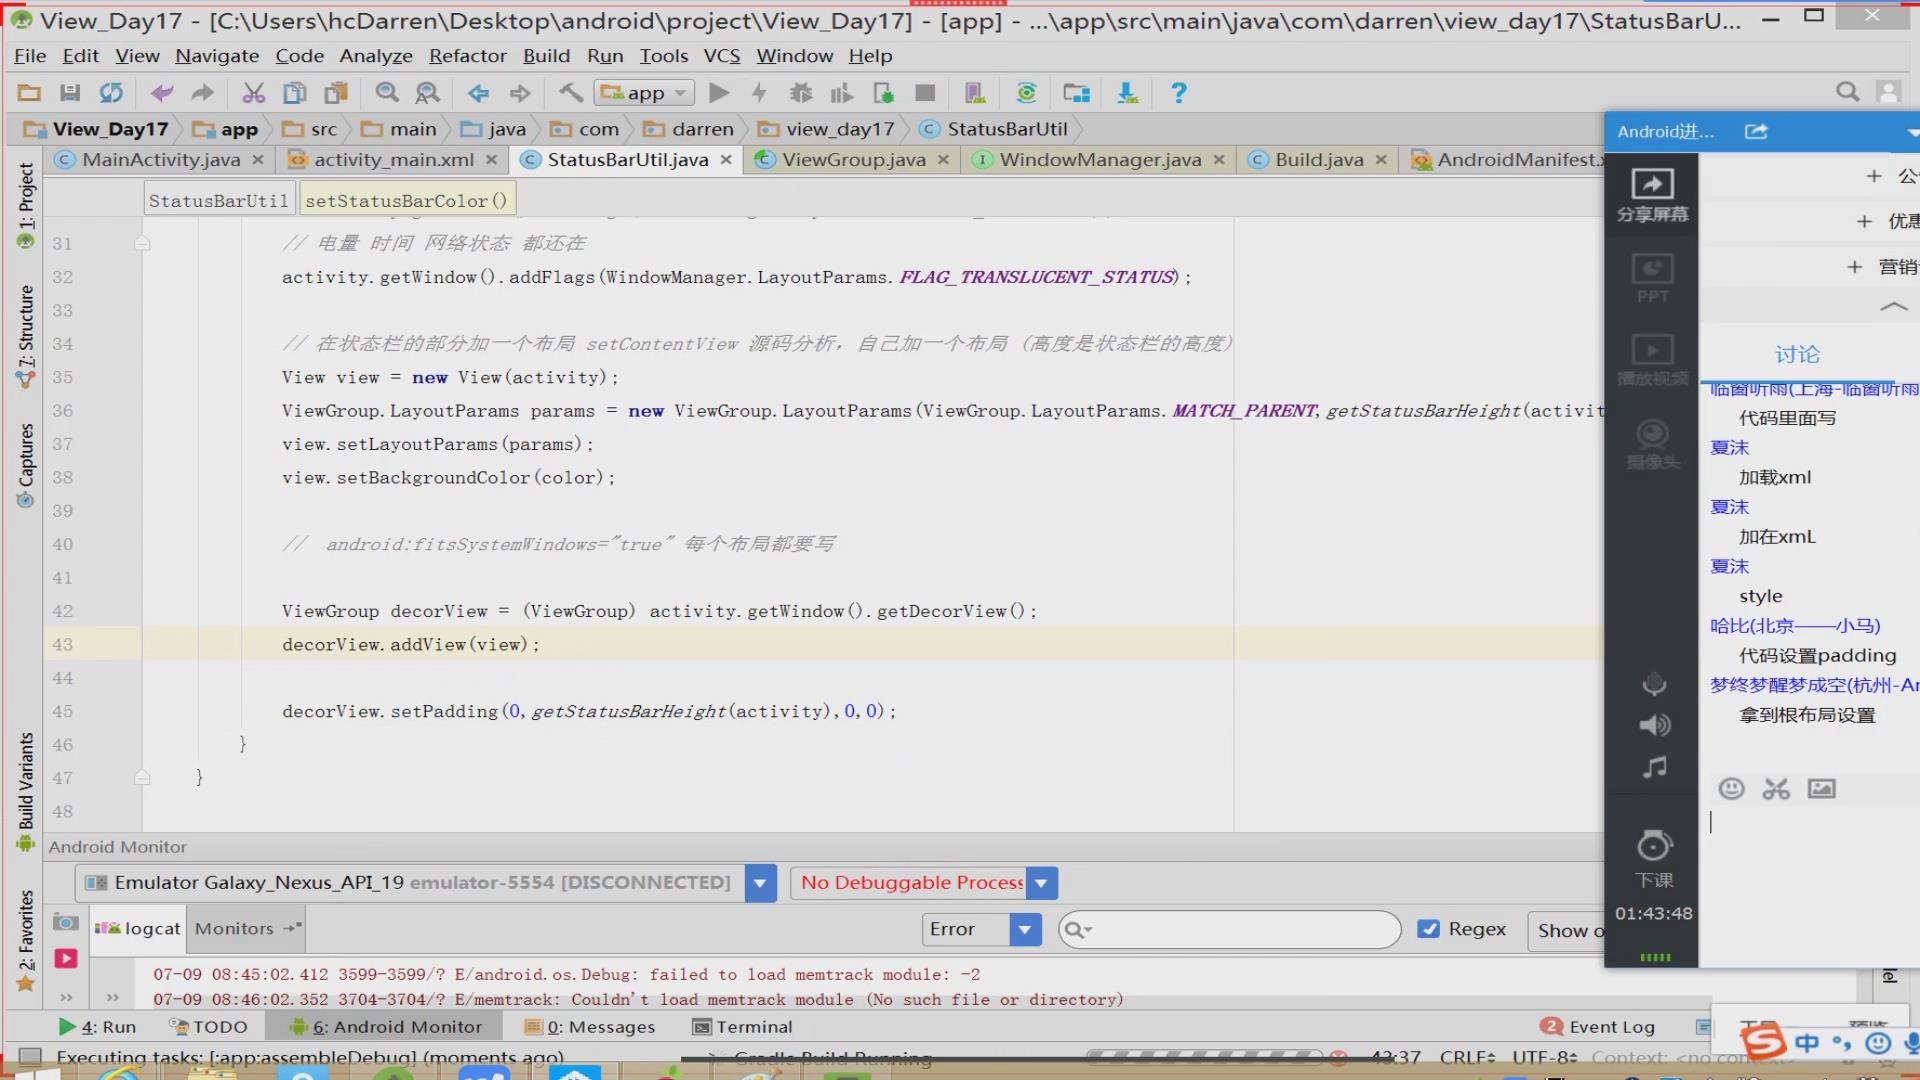 View_Day17 - [C:\Users\hcDarren\Desktop\android\project\View_Day17] - [app] - ...\app\src\main\java\com\darren\view_day17\StatusBarU...
File Edit View Navigate Code Analyze Refactor Build Run Tools VCS Window Help
app
View_Day17 app src main java com darren view_day17 StatusBarUtil
MainActivity.java activity_main.xml StatusBarUtil.java ViewGroup.java WindowManager.java Build.java AndroidManifest.x
StatusBarUtil setStatusBarColor()
31 // 电量 时间 网络状态 都还在
32 activity.getWindow().addFlags(WindowManager.LayoutParams.FLAG_TRANSLUCENT_STATUS);
33
34 // 在状态栏的部分加一个布局 setContentView 源码分析，自己加一个布局 (高度是状态栏的高度)
35 View view = new View(activity);
36 ViewGroup.LayoutParams params = new ViewGroup.LayoutParams(ViewGroup.LayoutParams.MATCH_PARENT,getStatusBarHeight(activit
37 view.setLayoutParams(params);
38 view.setBackgroundColor(color);
39
40 // android:fitsSystemWindows="true" 每个布局都要写
41
42 ViewGroup decorView = (ViewGroup) activity.getWindow().getDecorView();
43 decorView.addView(view);
44
45 decorView.setPadding(0,getStatusBarHeight(activity),0,0);
46 }
47 }
48
1: Project
7: Structure
Captures
Build Variants
2: Favorites
Android Monitor
Emulator Galaxy_Nexus_API_19 emulator-5554 [DISCONNECTED] No Debuggable Process
logcat Monitors Error Regex Show o
07-09 08:45:02.412 3599-3599/? E/android.os.Debug: failed to load memtrack module: -2
07-09 08:46:02.352 3704-3704/? E/memtrack: Couldn't load memtrack module (No such file or directory)
4: Run TODO 6: Android Monitor 0: Messages Terminal 2 Event Log
Executing tasks: [:app:assembleDebug] (moments ago) Gradle Build Running 43:37 CRLF UTF-8 Context: <no context>
Android进...
分享屏幕
PPT
播放视频
摄像头
下课
01:43:48
+ 公
+ 优惠
+ 营销
讨论
临窗听雨(上海-临窗听雨
代码里面写
夏沫
加载xml
夏沫
加在xmL
夏沫
style
哈比(北京——小马)
代码设置padding
梦终梦醒梦成空(杭州-An
拿到根布局设置
中